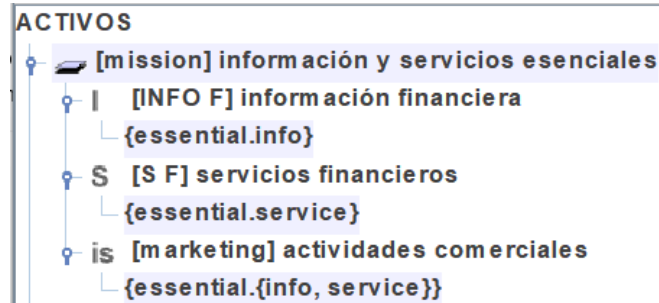 ACTIVOS
[mission] información y servicios esenciales
I [INFO F] información financiera
{essential.info}
S [S F] servicios financieros
{essential.service}
is [marketing] actividades comerciales
{essential.{info, service}}